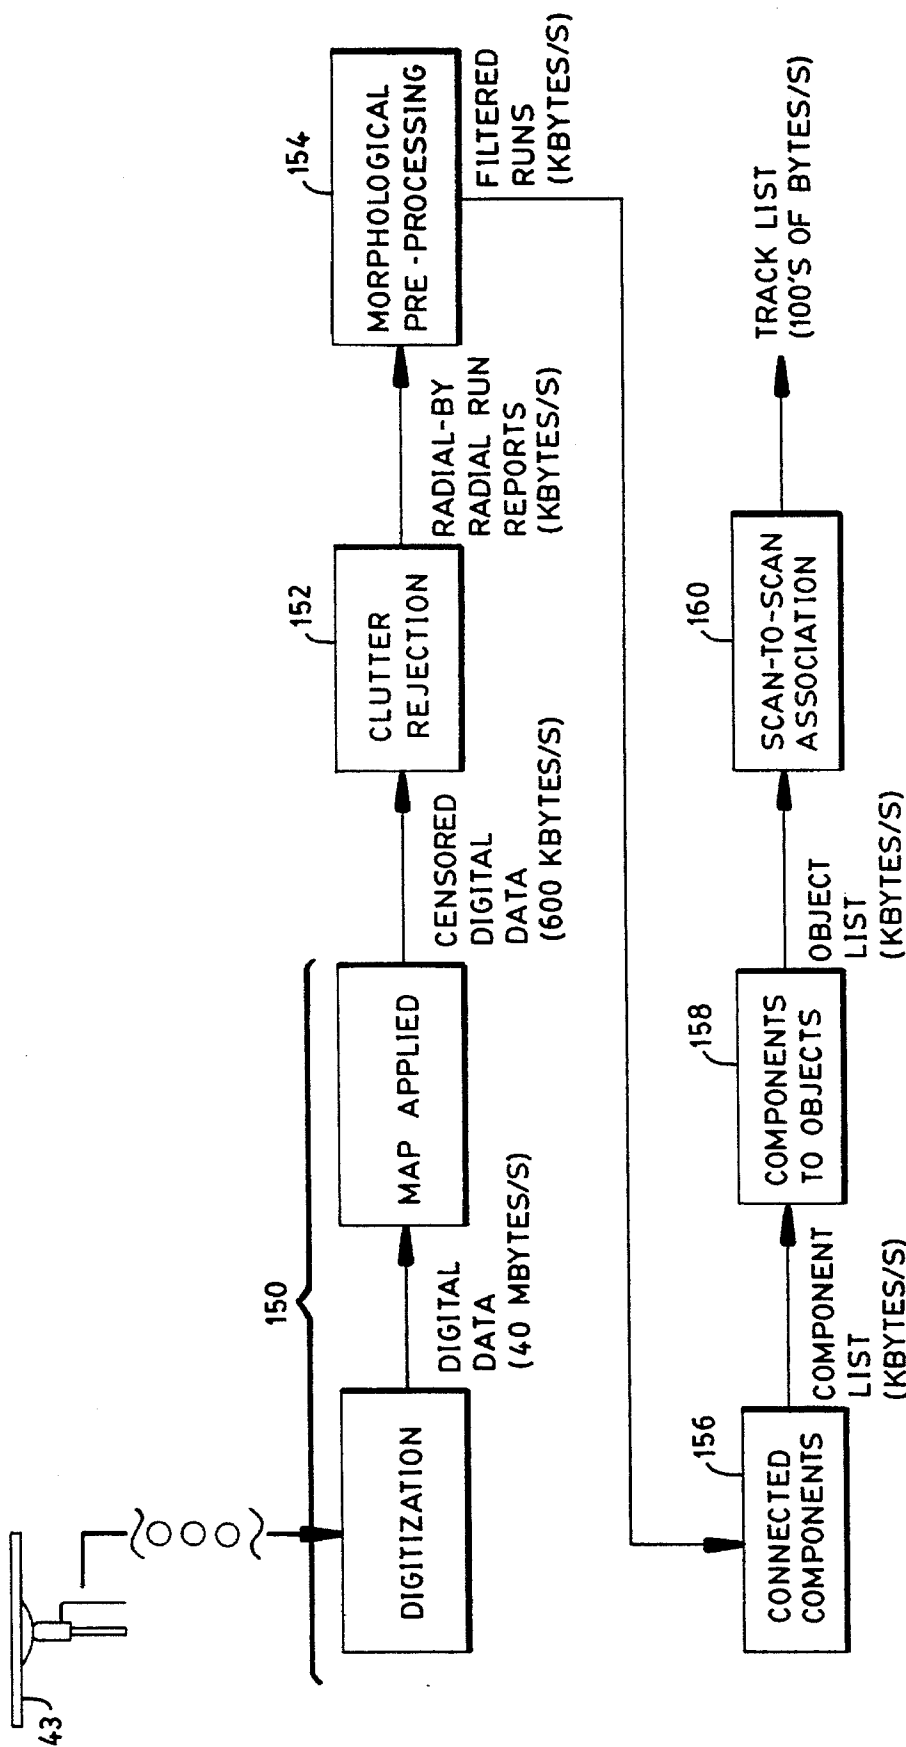 43
150
DIGITIZATION
DIGITAL
DATA
(40 MBYTES/S)
MAP APPLIED
CENSORED
DIGITAL
DATA
(600 KBYTES/S)
152
CLUTTER
REJECTION
RADIAL-BY
RADIAL RUN
REPORTS
(KBYTES/S)
154
MORPHOLOGICAL
PRE-PROCESSING
FILTERED
RUNS
(KBYTES/S)
156
CONNECTED
COMPONENTS
COMPONENT
LIST
(KBYTES/S)
158
COMPONENTS
TO OBJECTS
OBJECT
LIST
(KBYTES/S)
160
SCAN-TO-SCAN
ASSOCIATION
TRACK LIST
(100'S OF BYTES/S)